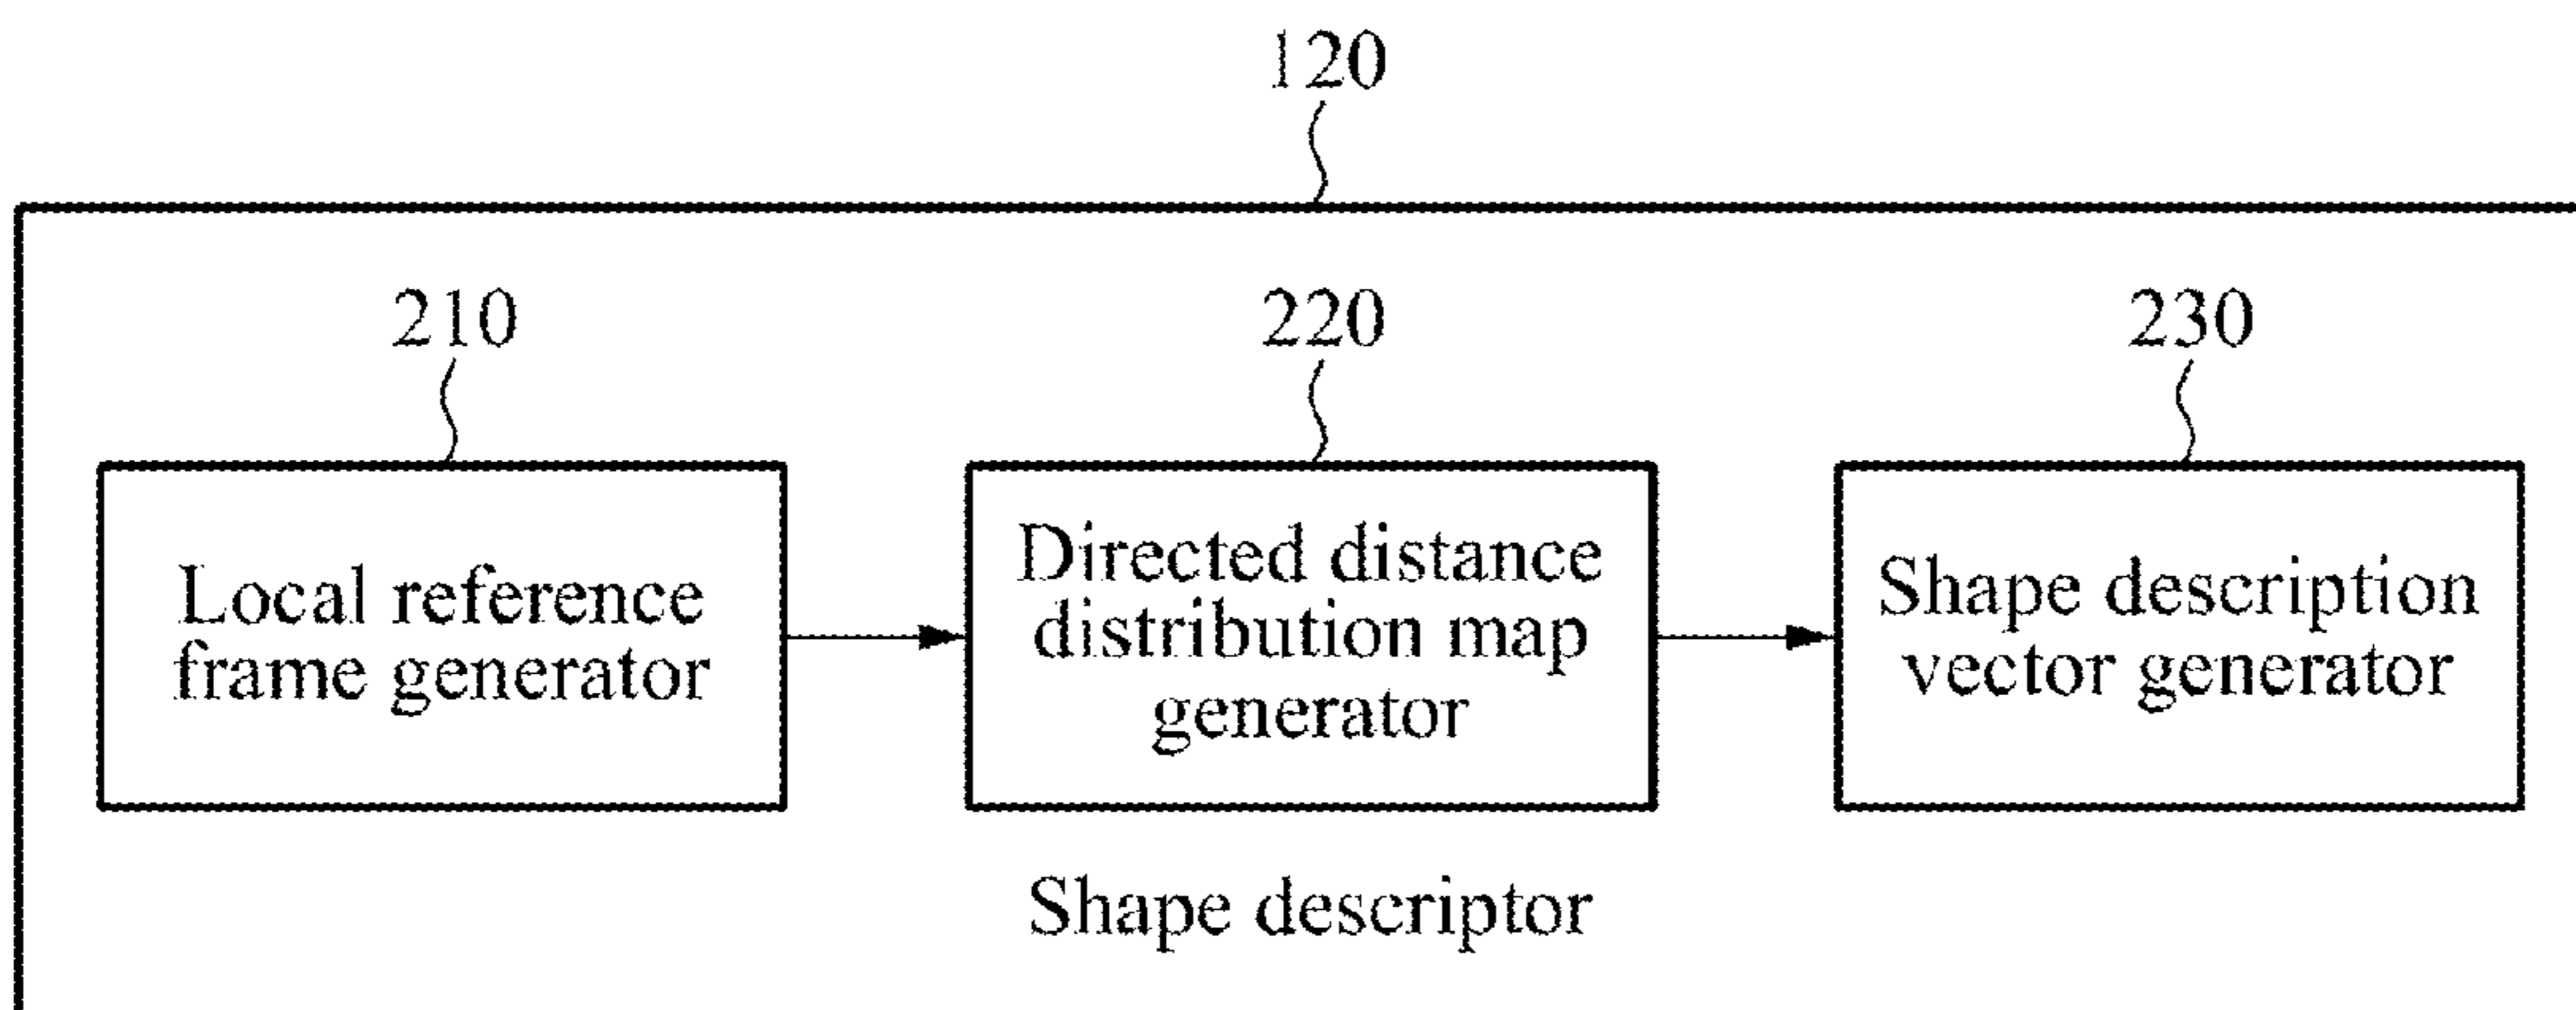 120
210
220
230
Local reference
frame generator
Directed distance
distribution map
generator
Shape description
vector generator
Shape descriptor